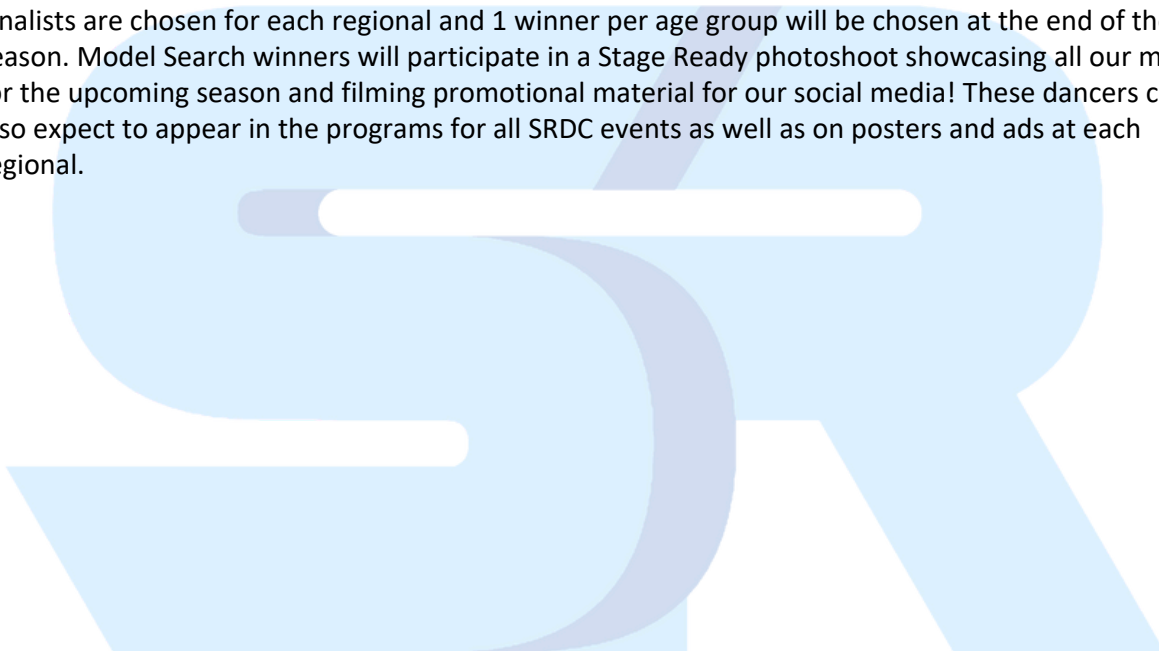 nalists are chosen for each regional and 1 winner per age group will be chosen at the end of th
eason. Model Search winners will participate in a Stage Ready photoshoot showcasing all our m
or the upcoming season and filming promotional material for our social media! These dancers c
so expect to appear in the programs for all SRDC events as well as on posters and ads at each
egional.
SR